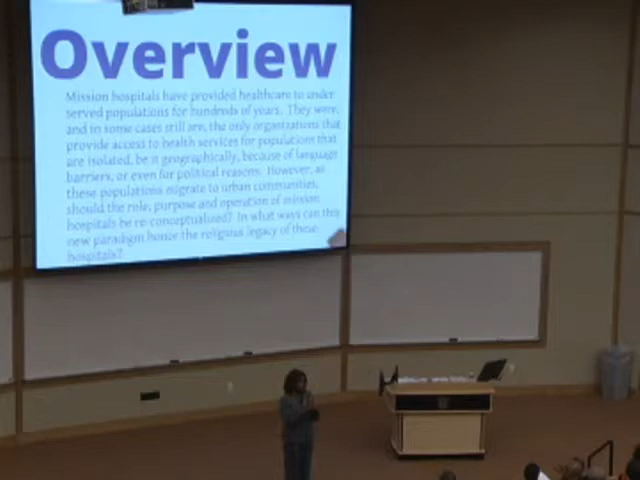 Overview
Mission hospitals have provided healthcare to under
served populations for hundreds of years. They were,
and in some cases still are, the only organizations that
provide access to health services for populations that
are isolated, be it geographically, because of language
barriers, or even for political reasons. However, as
these populations migrate to urban communities,
should the role, purpose and operation of mission
hospitals be re-conceptualized? In what ways can this
new paradigm honor the religious legacy of these
hospitals?